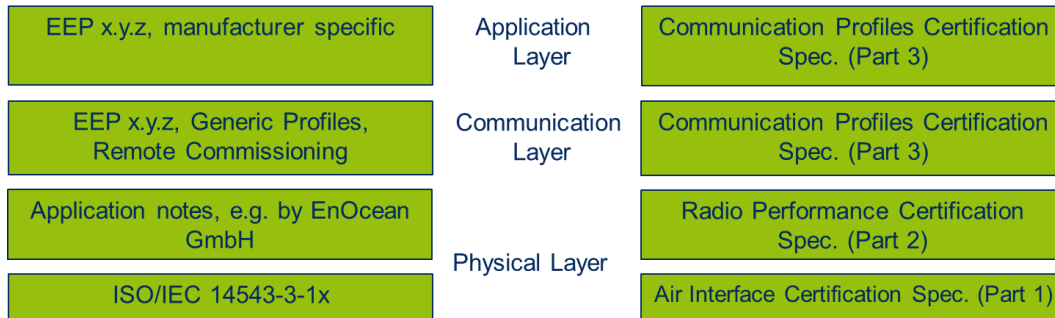 EEP x.y.z, manufacturer specific
Application
Layer
Communication Profiles Certification
Spec. (Part 3)
EEP x.y.z, Generic Profiles,
Remote Commissioning
Communication
Layer
Communication Profiles Certification
Spec. (Part 3)
Application notes, e.g. by EnOcean
GmbH
Physical Layer
Radio Performance Certification
Spec. (Part 2)
ISO/IEC 14543-3-1x
Air Interface Certification Spec. (Part 1)